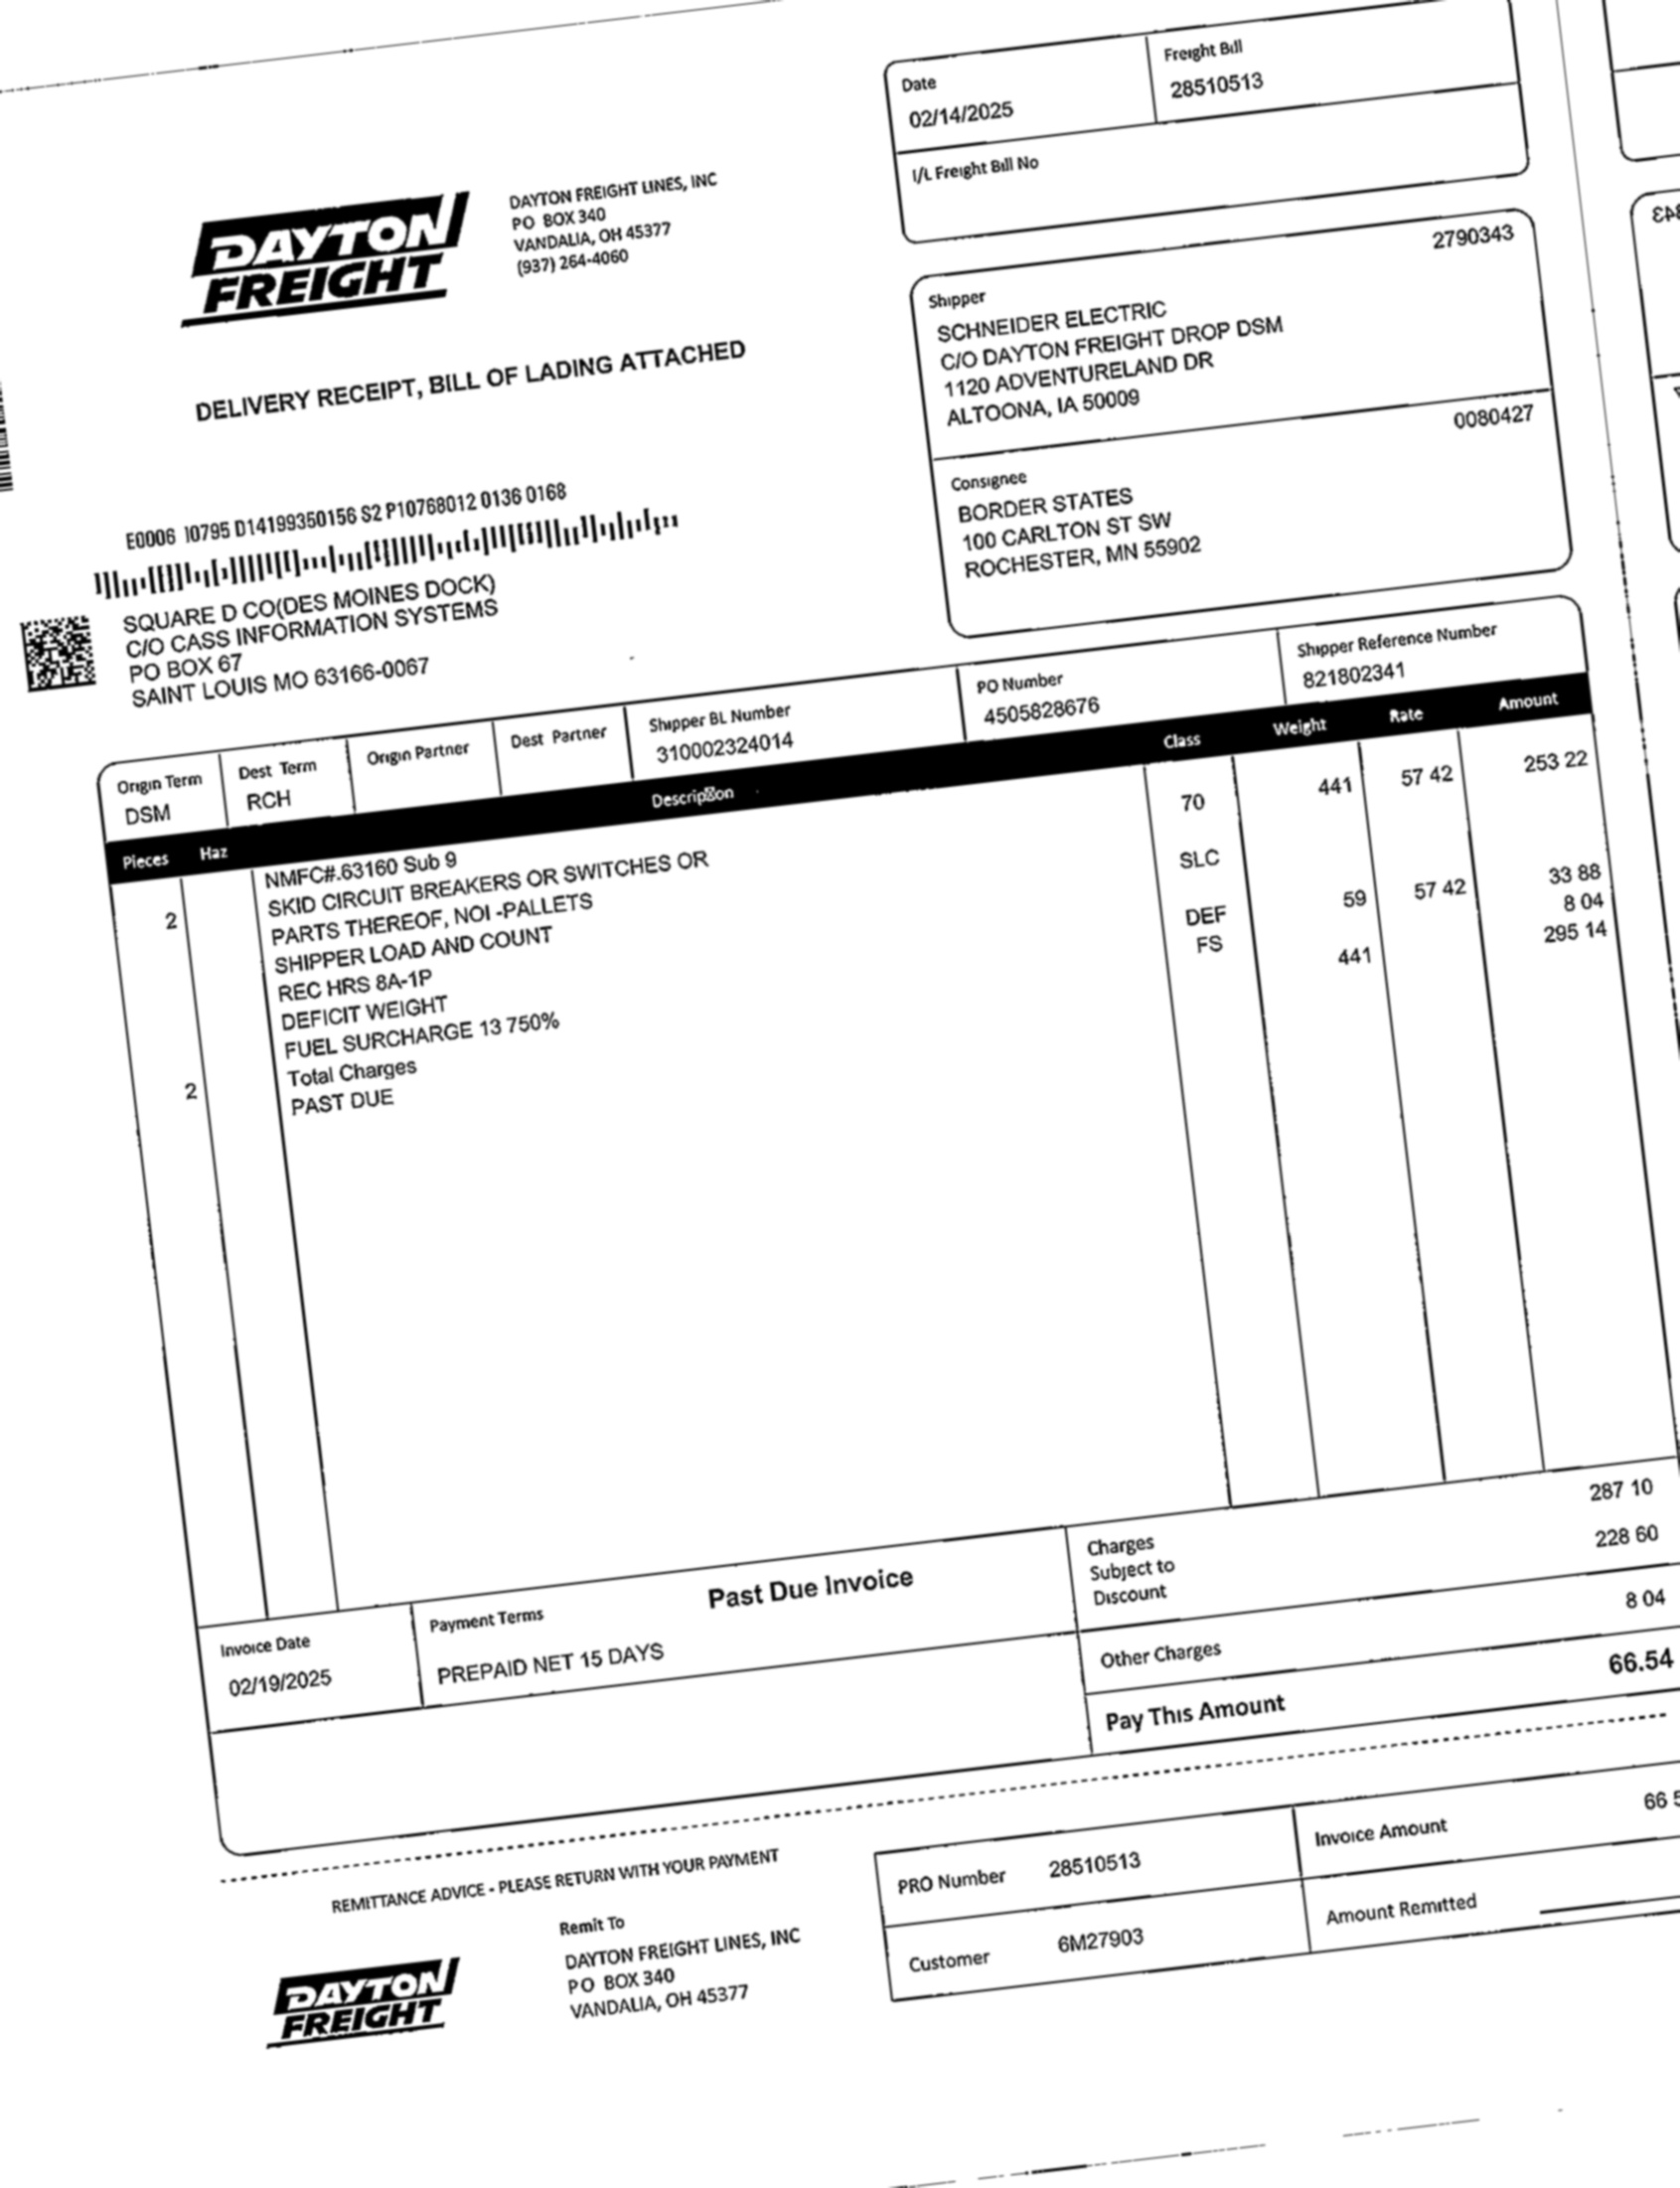 Date
02/14/2025
Freight Bill
28510513
I/L Freight Bill No
DAYTON
FREIGHT
DAYTON FREIGHT LINES, INC
PO BOX 340
VANDALIA, OH 45377
(937) 264-4060
DELIVERY RECEIPT, BILL OF LADING ATTACHED
2790343
Shipper
SCHNEIDER ELECTRIC
C/O DAYTON FREIGHT DROP DSM
1120 ADVENTURELAND DR
ALTOONA, IA 50009
0080427
Consignee
BORDER STATES
100 CARLTON ST SW
ROCHESTER, MN 55902
E0006 I0795 D14199350156 S2 P10768012 0136 0168
SQUARE D CO(DES MOINES DOCK)
C/O CASS INFORMATION SYSTEMS
PO BOX 67
SAINT LOUIS MO 63166-0067
Origin Term
DSM
Dest Term
RCH
Origin Partner
Dest Partner
Shipper BL Number
310002324014
PO Number
4505828676
Shipper Reference Number
821802341
Pieces Haz Description Class Weight Rate Amount
2 NMFC#.63160 Sub 9 70 441 57 42 253 22
SKID CIRCUIT BREAKERS OR SWITCHES OR
PARTS THEREOF, NOI -PALLETS
SHIPPER LOAD AND COUNT SLC
REC HRS 8A-1P
DEFICIT WEIGHT DEF 59 57 42 33 88
FUEL SURCHARGE 13 750% FS 8 04
2 Total Charges 441 295 14
PAST DUE
Invoice Date
02/19/2025
Payment Terms
Past Due Invoice
PREPAID NET 15 DAYS
Charges
Subject to
Discount
287 10
228 60
Other Charges 8 04
Pay This Amount 66.54
REMITTANCE ADVICE - PLEASE RETURN WITH YOUR PAYMENT
DAYTON
FREIGHT
Remit To
DAYTON FREIGHT LINES, INC
PO BOX 340
VANDALIA, OH 45377
PRO Number 28510513
Invoice Amount 66 5
Customer 6M27903
Amount Remitted